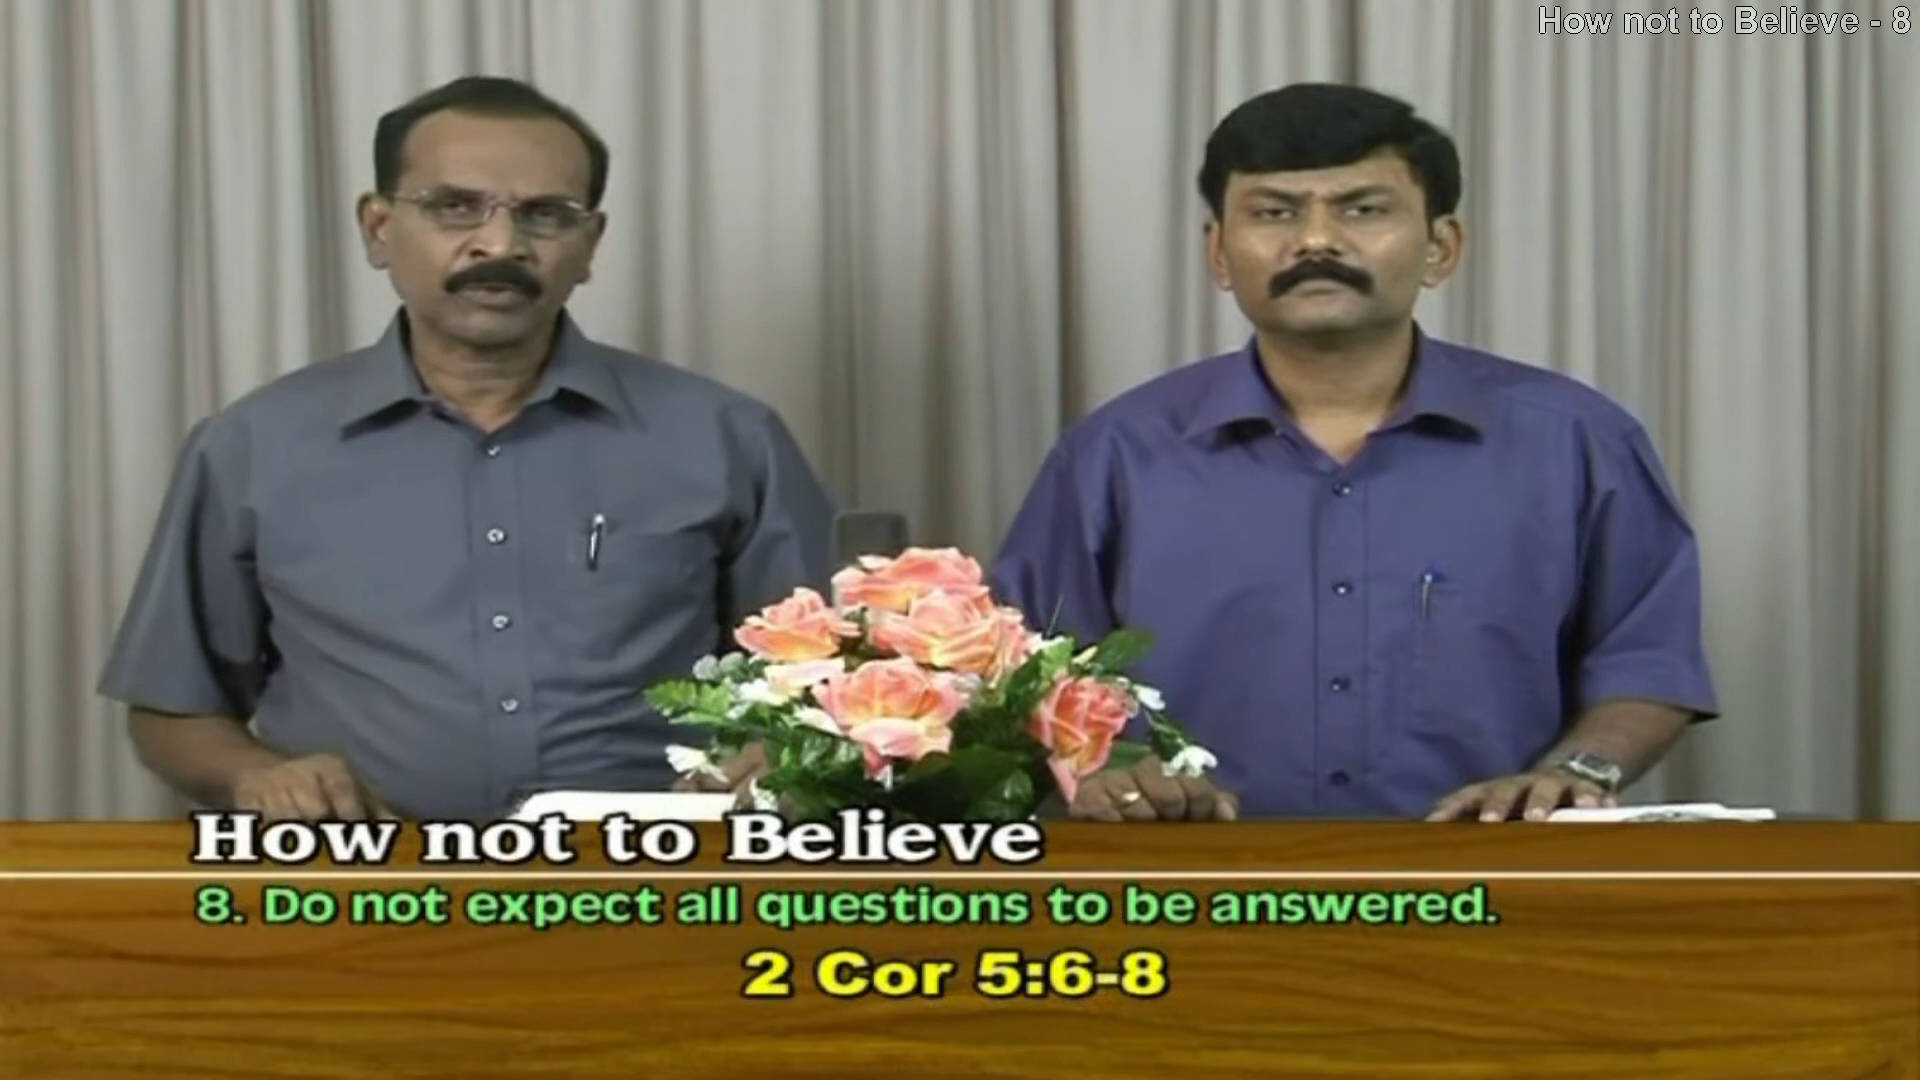 How not to Believe - 8
How not to Believe
8. Do not expect all questions to be answered.
2 Cor 5:6-8